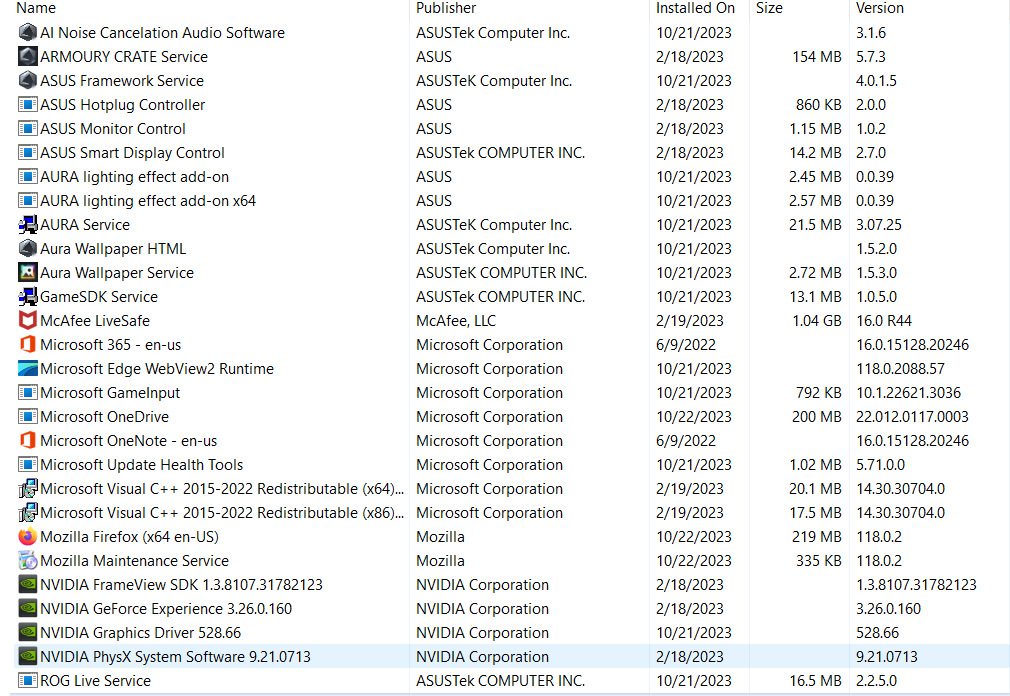 Name Publisher Installed On Size Version
AI Noise Cancelation Audio Software ASUSTek Computer Inc. 10/21/2023 3.1.6
ARMOURY CRATE Service ASUS 2/18/2023 154 MB 5.7.3
ASUS Framework Service ASUSTeK Computer Inc. 10/21/2023 4.0.1.5
ASUS Hotplug Controller ASUS 2/18/2023 860 KB 2.0.0
ASUS Monitor Control ASUS 2/18/2023 1.15 MB 1.0.2
ASUS Smart Display Control ASUSTek COMPUTER INC. 2/18/2023 14.2 MB 2.7.0
AURA lighting effect add-on ASUS 10/21/2023 2.45 MB 0.0.39
AURA lighting effect add-on x64 ASUS 10/21/2023 2.57 MB 0.0.39
AURA Service ASUSTeK Computer Inc. 10/21/2023 21.5 MB 3.07.25
Aura Wallpaper HTML ASUSTek Computer Inc. 10/21/2023 1.5.2.0
Aura Wallpaper Service ASUSTeK COMPUTER INC. 10/21/2023 2.72 MB 1.5.3.0
GameSDK Service ASUSTek COMPUTER INC. 10/21/2023 13.1 MB 1.0.5.0
McAfee LiveSafe McAfee, LLC 2/19/2023 1.04 GB 16.0 R44
Microsoft 365 - en-us Microsoft Corporation 6/9/2022 16.0.15128.20246
Microsoft Edge WebView2 Runtime Microsoft Corporation 10/21/2023 118.0.2088.57
Microsoft GameInput Microsoft Corporation 10/21/2023 792 KB 10.1.22621.3036
Microsoft OneDrive Microsoft Corporation 10/22/2023 200 MB 22.012.0117.0003
Microsoft OneNote - en-us Microsoft Corporation 6/9/2022 16.0.15128.20246
Microsoft Update Health Tools Microsoft Corporation 10/21/2023 1.02 MB 5.71.0.0
Microsoft Visual C++ 2015-2022 Redistributable (x64)... Microsoft Corporation 2/19/2023 20.1 MB 14.30.30704.0
Microsoft Visual C++ 2015-2022 Redistributable (x86)... Microsoft Corporation 2/19/2023 17.5 MB 14.30.30704.0
Mozilla Firefox (x64 en-US) Mozilla 10/22/2023 219 MB 118.0.2
Mozilla Maintenance Service Mozilla 10/22/2023 335 KB 118.0.2
NVIDIA FrameView SDK 1.3.8107.31782123 NVIDIA Corporation 2/18/2023 1.3.8107.31782123
NVIDIA GeForce Experience 3.26.0.160 NVIDIA Corporation 2/18/2023 3.26.0.160
NVIDIA Graphics Driver 528.66 NVIDIA Corporation 10/21/2023 528.66
NVIDIA PhysX System Software 9.21.0713 NVIDIA Corporation 2/18/2023 9.21.0713
ROG Live Service ASUSTek COMPUTER INC. 10/21/2023 16.5 MB 2.2.5.0